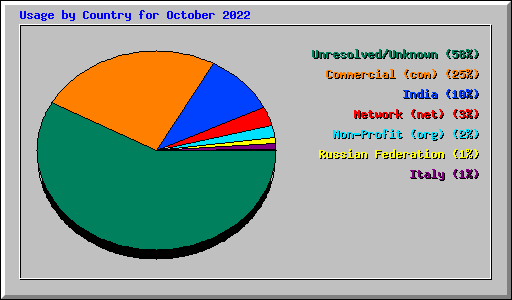 Usage by Country for October 2022
Unresolved/Unknown (58%)
Commercial (com) (25%)
India (10%)
Network (net) (3%)
Non-Profit (org) (2%)
Russian Federation (1%)
Italy (1%)